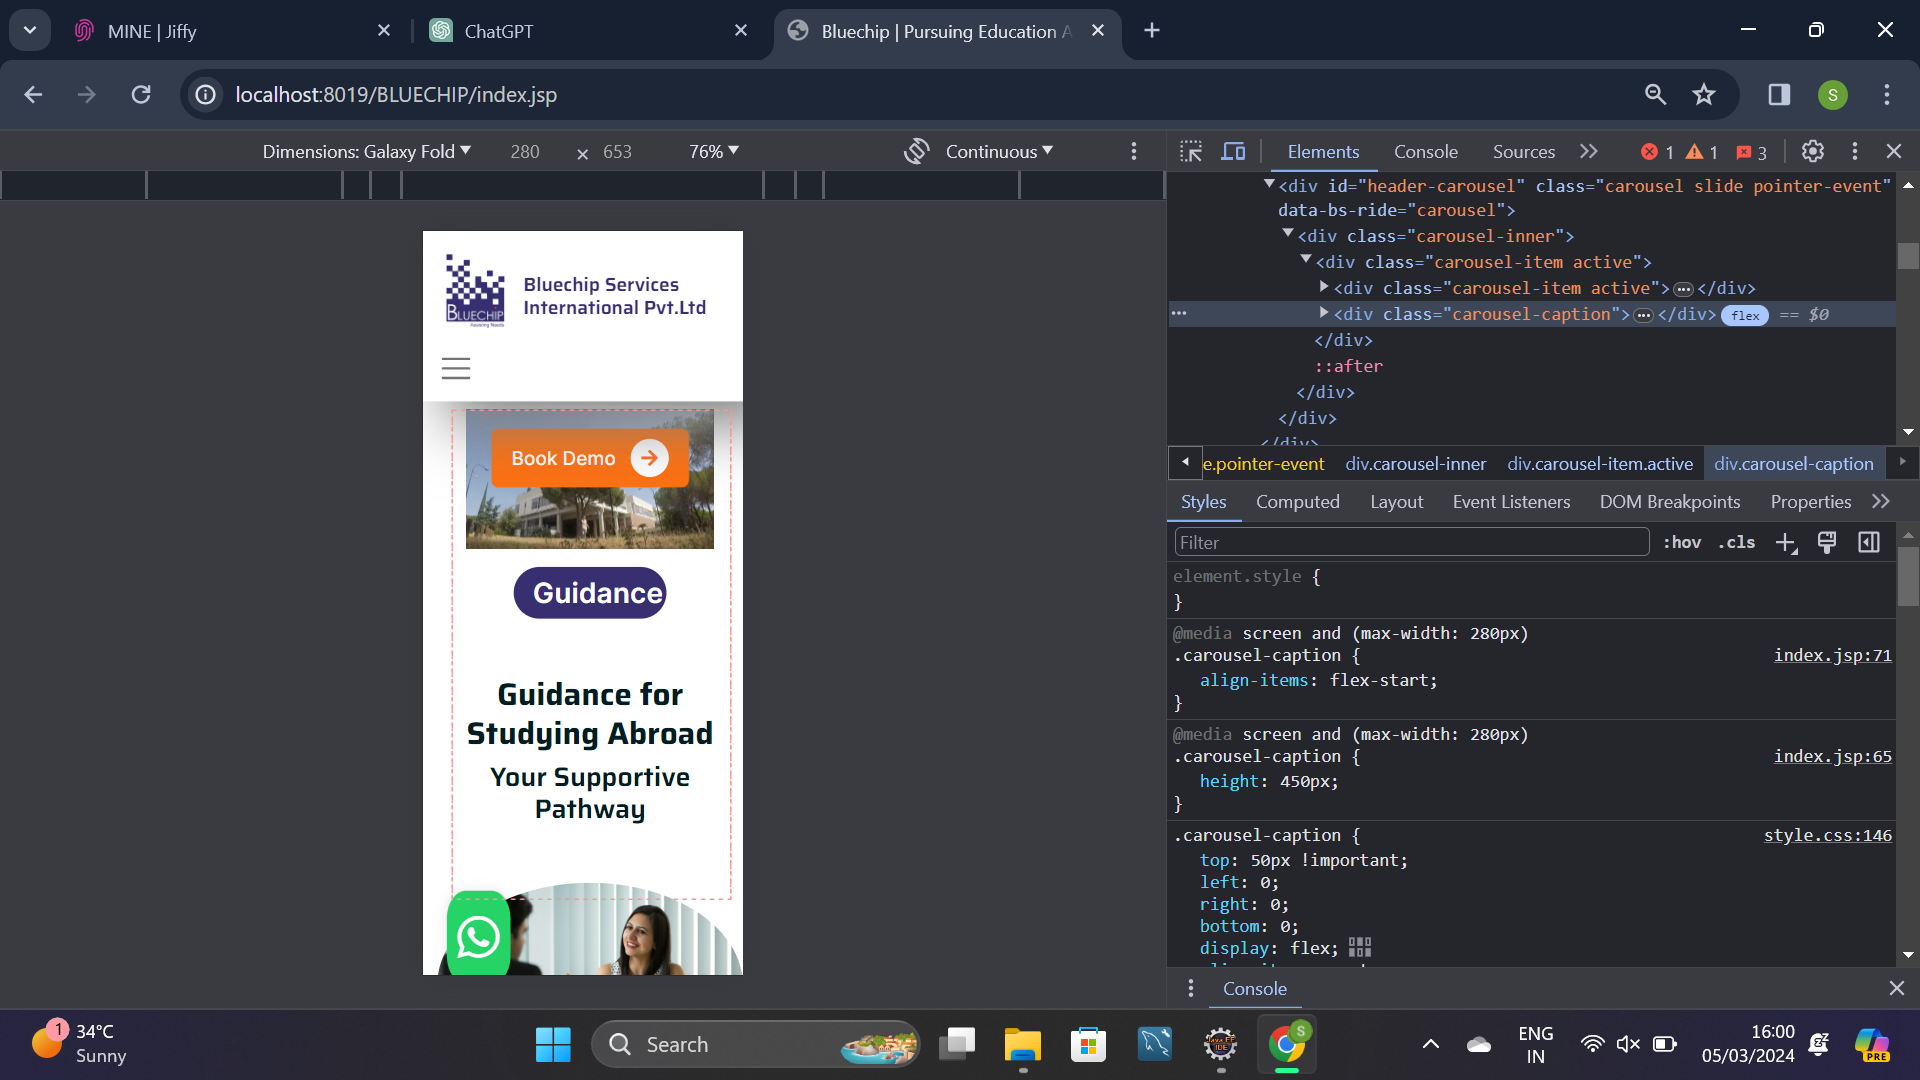 MINE | Jiffy
ChatGPT
Bluechip | Pursuing Education A
localhost:8019/BLUECHIP/index.jsp
S
Dimensions: Galaxy Fold
280
×
653
76%
Continuous
Elements
Console
Sources
1
1
3
Bluechip Services
International Pvt.Ltd
BLUECHIP
Book Demo
Guidance
Guidance for
Studying Abroad
Your Supportive
Pathway
<div id="header-carousel" class="carousel slide pointer-event"
data-bs-ride="carousel">
<div class="carousel-inner">
<div class="carousel-item active">
<div class="carousel-item active"> … </div>
<div class="carousel-caption"> … </div> flex == $0
</div>
::after
</div>
</div>
</div>
e.pointer-event
div.carousel-inner
div.carousel-item.active
div.carousel-caption
Styles
Computed
Layout
Event Listeners
DOM Breakpoints
Properties
Filter
:hov
.cls
element.style {
}
@media screen and (max-width: 280px)
.carousel-caption {
index.jsp:71
align-items: flex-start;
}
@media screen and (max-width: 280px)
.carousel-caption {
index.jsp:65
height: 450px;
}
.carousel-caption {
style.css:146
top: 50px !important;
left: 0;
right: 0;
bottom: 0;
display: flex;
Console
1
34°C
Sunny
Search
S
ENG
IN
16:00
05/03/2024
PRE